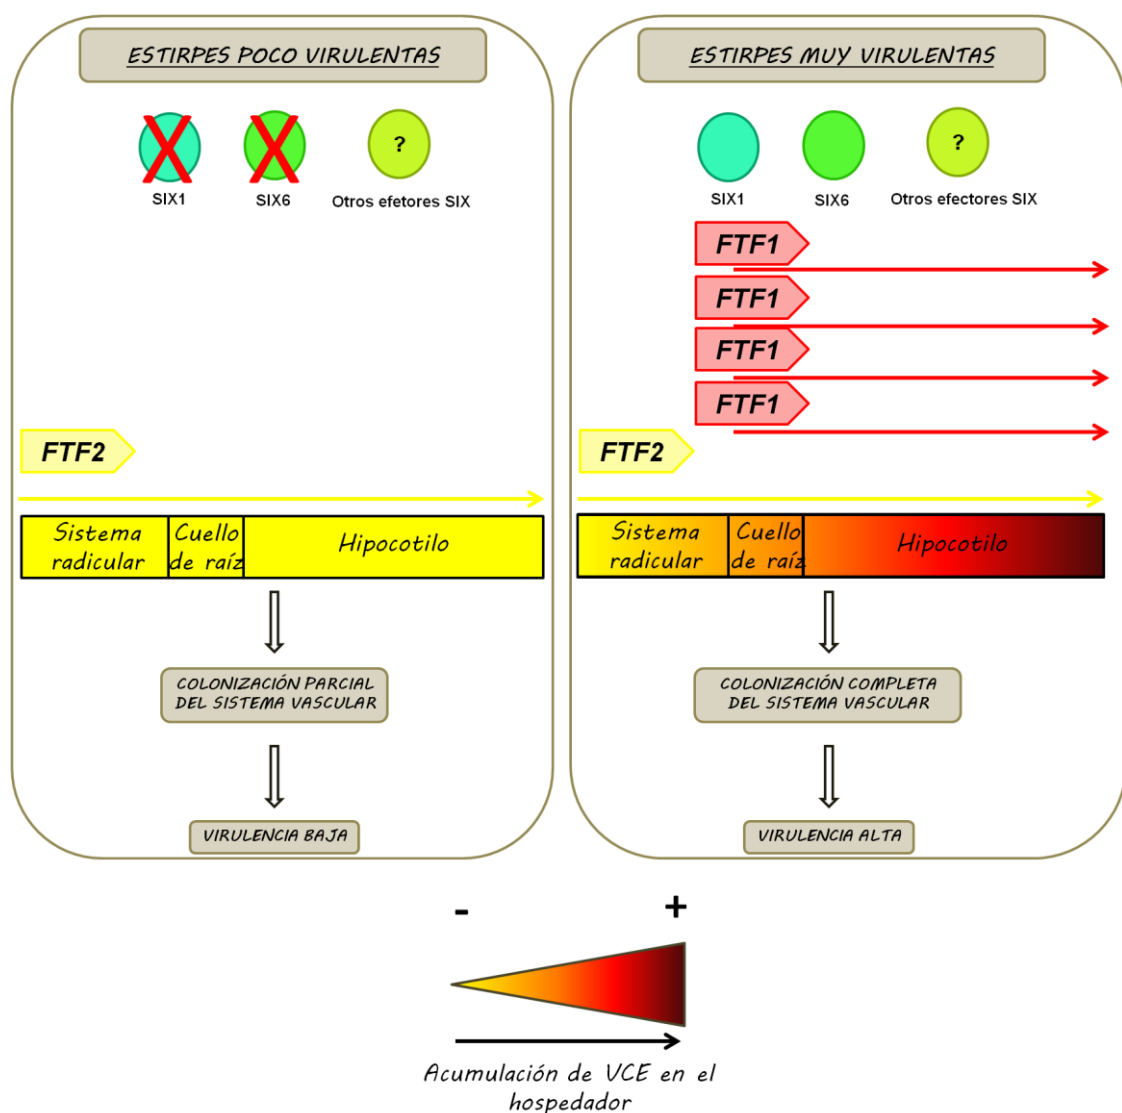 ESTIRPES POCO VIRULENTAS
?
SIX1
SIX6
Otros efetores SIX
FTF2
Sistema
radicular
Cuello
de raíz
Hipocotilo
COLONIZACIÓN PARCIAL
DEL SISTEMA VASCULAR
VIRULENCIA BAJA
ESTIRPES MUY VIRULENTAS
?
SIX1
SIX6
Otros efectores SIX
FTF1
FTF1
FTF1
FTF1
FTF2
Sistema
radicular
Cuello
de raíz
Hipocotilo
COLONIZACIÓN COMPLETA
DEL SISTEMA VASCULAR
VIRULENCIA ALTA
- +
Acumulación de VCE en el
hospedador